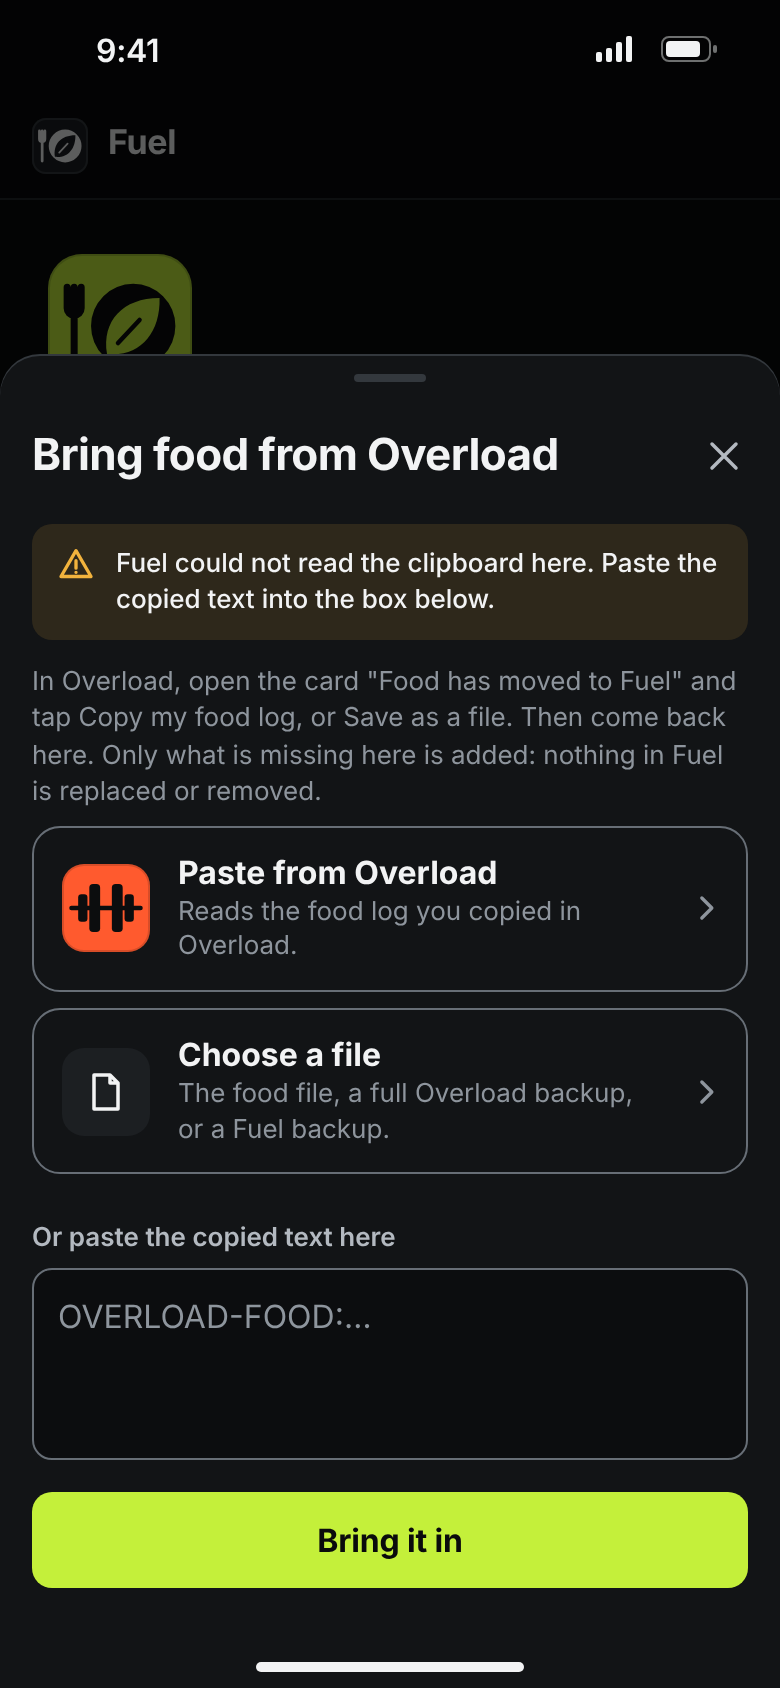 9:41
Fuel
Bring food from Overload
Fuel could not read the clipboard here. Paste the
copied text into the box below.
In Overload, open the card "Food has moved to Fuel" and
tap Copy my food log, or Save as a file. Then come back
here. Only what is missing here is added: nothing in Fuel
is replaced or removed.
Paste from Overload
Reads the food log you copied in
Overload.
Choose a file
The food file, a full Overload backup,
or a Fuel backup.
Or paste the copied text here
OVERLOAD-FOOD:...
Bring it in